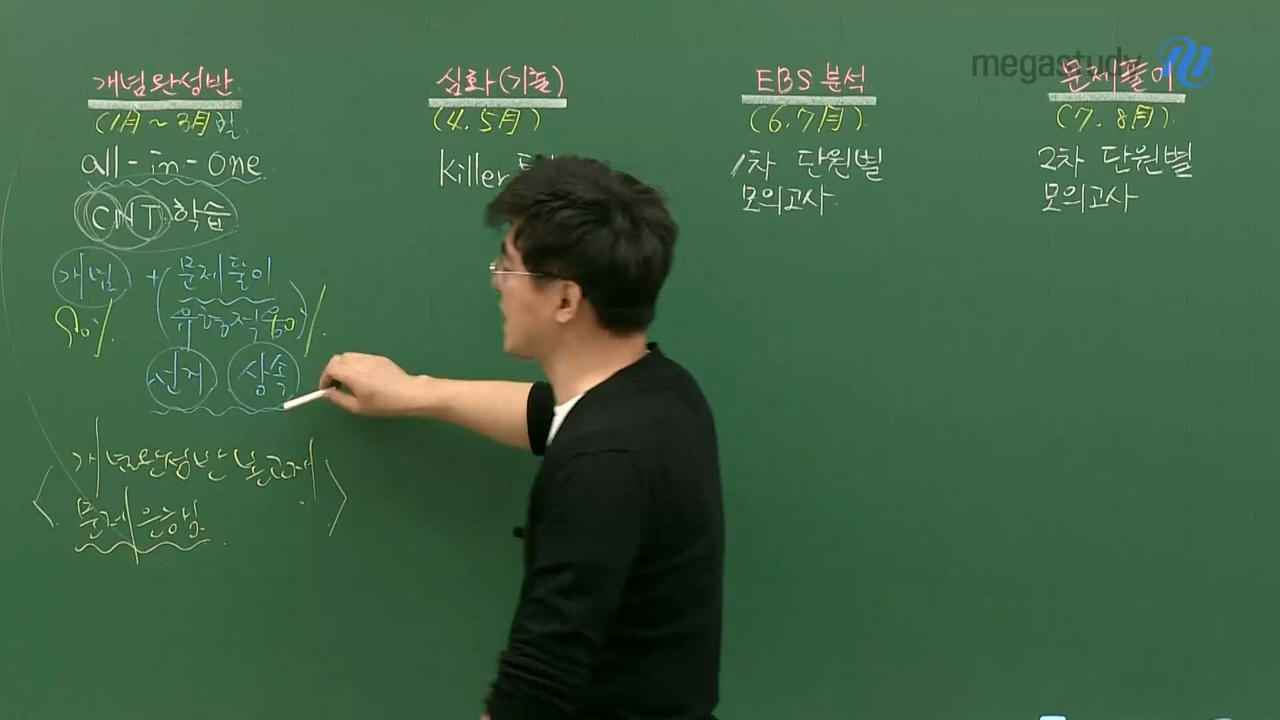 megastudy
개념완성반
(1月~3月)
all-in-one
CNT학습
개념 + 문제풀이
유형적용
선거 상속
개념완성반 본교재
문제은행
심화(기출)
(4.5月)
killer
EBS 분석
(6.7月)
1차 단원별
모의고사
문제풀이
(7.8月)
2차 단원별
모의고사